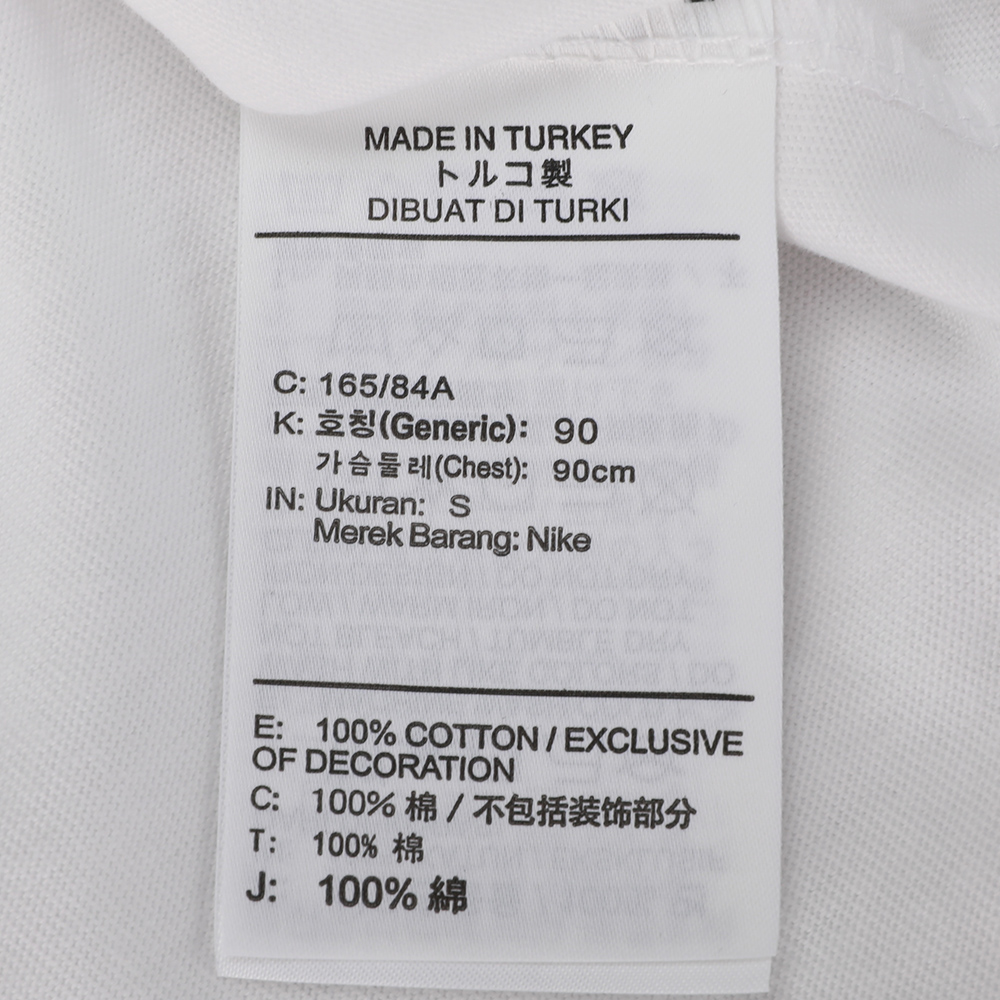 MADE IN TURKEY
トルコ製
DIBUAT DI TURKI
C: 165/84A
K: 호칭(Generic): 90
가슴둘레(Chest): 90cm
IN: Ukuran: S
Merek Barang: Nike
E: 100% COTTON / EXCLUSIVE
OF DECORATION
C: 100% 棉 / 不包括装饰部分
T: 100% 棉
J: 100% 綿